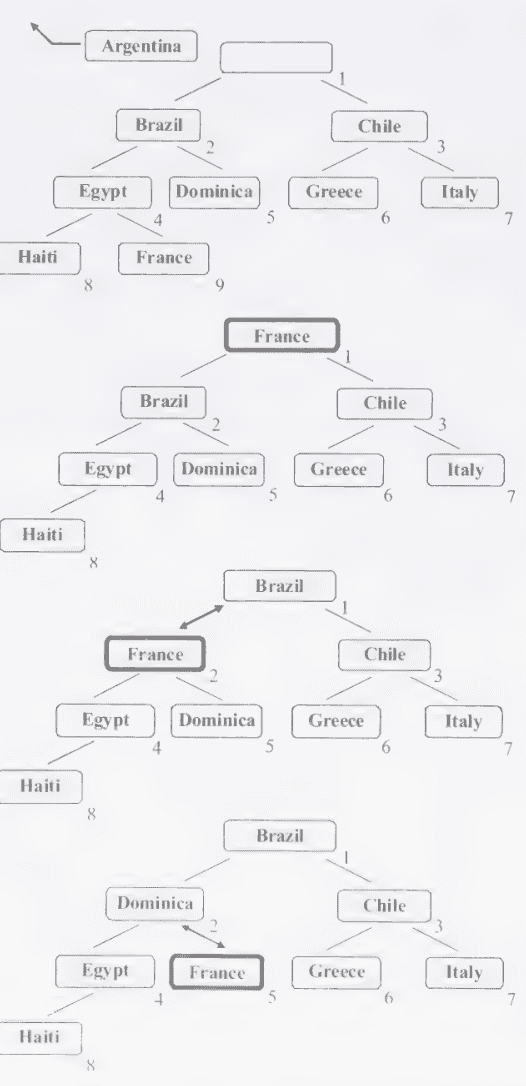 Argentina
1
Brazil Chile
2 3
Egypt Dominica Greece Italy
4 5 6 7
Haiti France
8 9
France
1
Brazil Chile
2 3
Egypt Dominica Greece Italy
4 5 6 7
Haiti
8
Brazil
1
France Chile
2 3
Egypt Dominica Greece Italy
4 5 6 7
Haiti
8
Brazil
1
Dominica Chile
2 3
Egypt France Greece Italy
4 5 6 7
Haiti
8